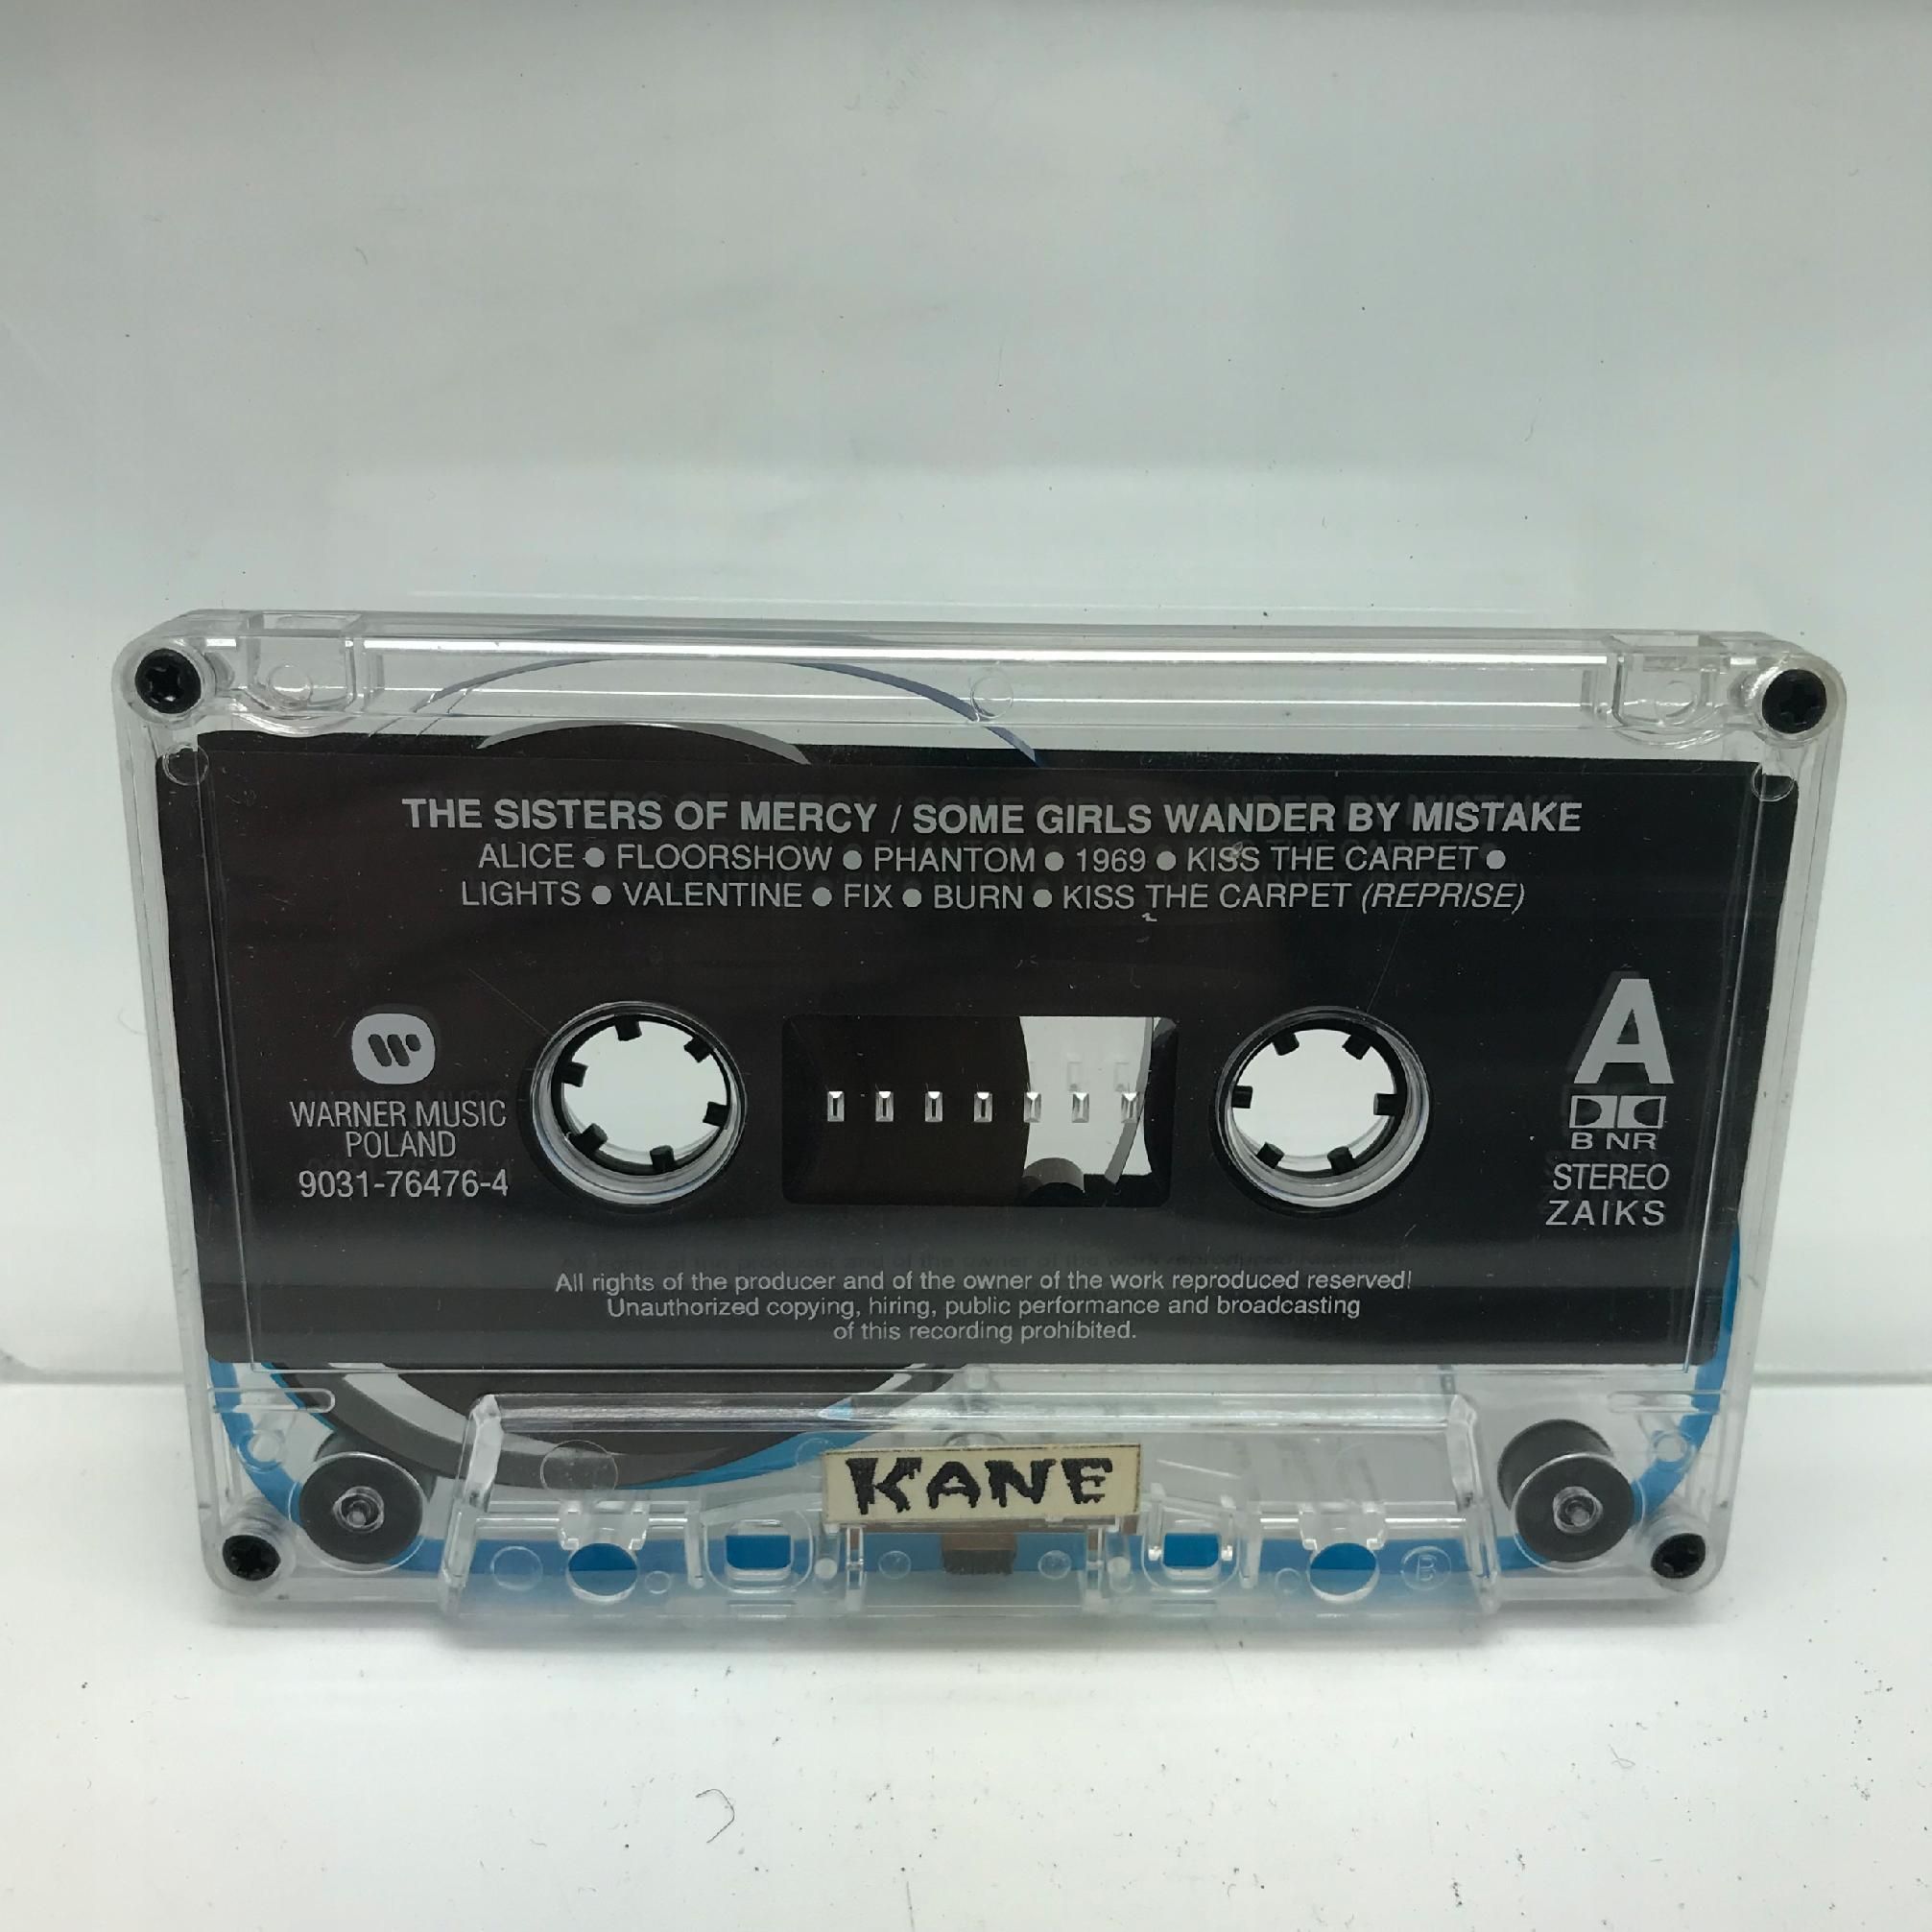 THE SISTERS OF MERCY / SOME GIRLS WANDER BY MISTAKE
ALICE ● FLOORSHOW ● PHANTOM ● 1969 ● KISS THE CARPET ●
LIGHTS ● VALENTINE ● FIX ● BURN ● KISS THE CARPET (REPRISE)
WARNER MUSIC
POLAND
9031-76476-4
A
B NR
STEREO
ZAIKS
All rights of the producer and of the owner of the work reproduced reserved!
Unauthorized copying, hiring, public performance and broadcasting
of this recording prohibited.
KANE
B